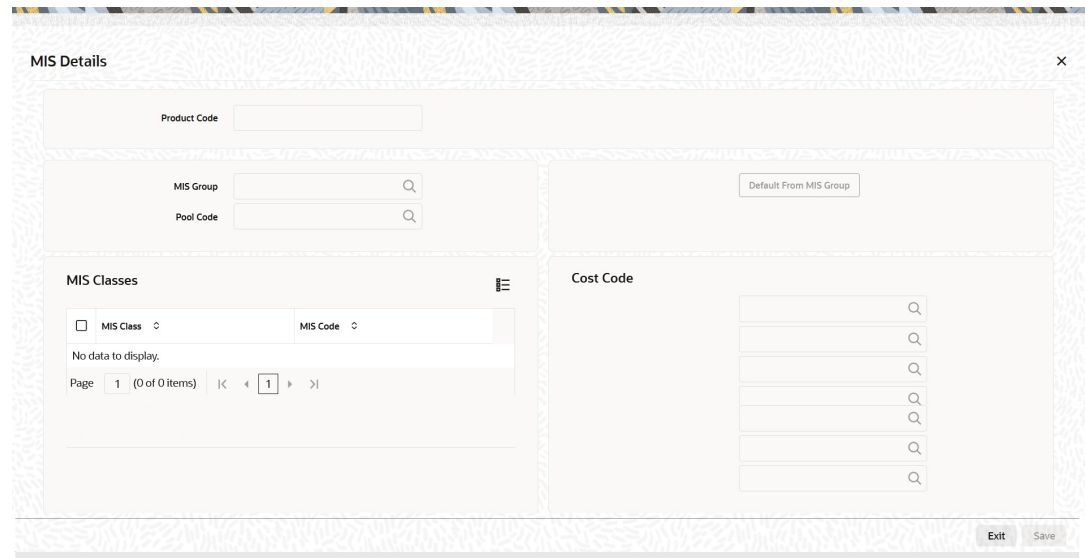 MIS Details
Product Code
MIS Group
Pool Code
Default From MIS Group
MIS Classes
MIS Class MIS Code
No data to display.
Page 1 (0 of 0 items) 1
Cost Code
Exit Save